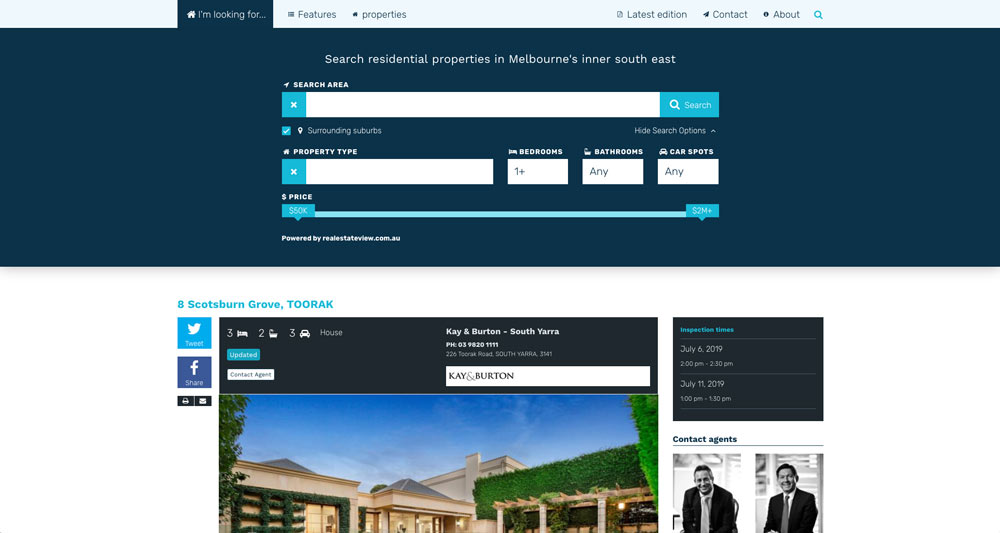 I'm looking for... Features properties Latest edition Contact About
Search residential properties in Melbourne's inner south east
SEARCH AREA
Search
Surrounding suburbs Hide Search Options
PROPERTY TYPE BEDROOMS BATHROOMS CAR SPOTS
1+ Any Any
$ PRICE
$50K $2M+
Powered by realestateview.com.au
8 Scotsburn Grove, TOORAK
Tweet
Share
3 2 3 House
Updated
Contact Agent
Kay & Burton - South Yarra
PH: 03 9820 1111
226 Toorak Road, SOUTH YARRA, 3141
KAY&BURTON
Inspection times
July 6, 2019
2:00 pm - 2:30 pm
July 11, 2019
1:00 pm - 1:30 pm
Contact agents